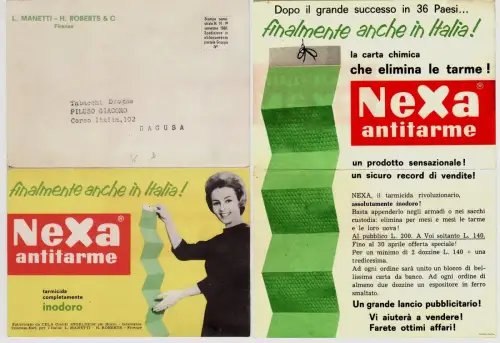 L. MANETTI - H. ROBERTS & C
Firenze
Tabacchi Drogne
PILUSO GIACOMO
Corso Italia,102
RAGUSA
finalmente anche in Italia!
NeXa®
antitarme
tarmicida
completamente
inodoro
Dopo il grande successo in 36 Paesi...
finalmente anche in Italia!
la carta chimica
che elimina le tarme!
NeXa®
antitarme
un prodotto sensazionale!
un sicuro record di vendite!
NEXA, il tarmicida rivoluzionario,
assolutamente inodoro!
Basta appenderlo negli armadi o nei sacchi
custodia: elimina per mesi e mesi le tarme
e le loro uova!
Al pubblico L. 200. A Voi soltanto L. 140.
Fino al 30 aprile offerta speciale!
Per un minimo di 2 dozzine L. 140 + una
tredicesima.
Ad ogni ordine sarà unito un blocco di bel-
lissima carta da banco. Ad ogni ordine di
almeno due dozzine un espositore in ferro
smaltato.
Un grande lancio pubblicitario!
Vi aiuterà a vendere!
Farete ottimi affari!